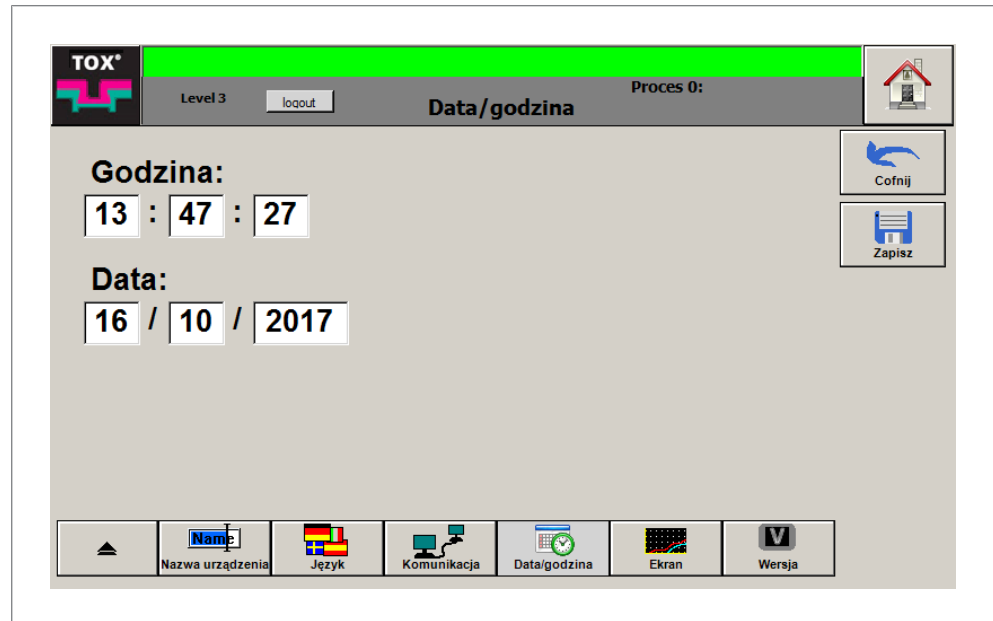 TOX®
Level 3
logout
Proces 0:
Data/godzina
Cofnij
Zapisz
Godzina:
13 : 47 : 27
Data:
16 / 10 / 2017
Name
Nazwa urządzenia
Język
Komunikacja
Data/godzina
Ekran
V
Wersja